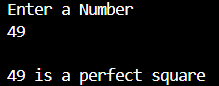 Enter a Number
49
49 is a perfect square